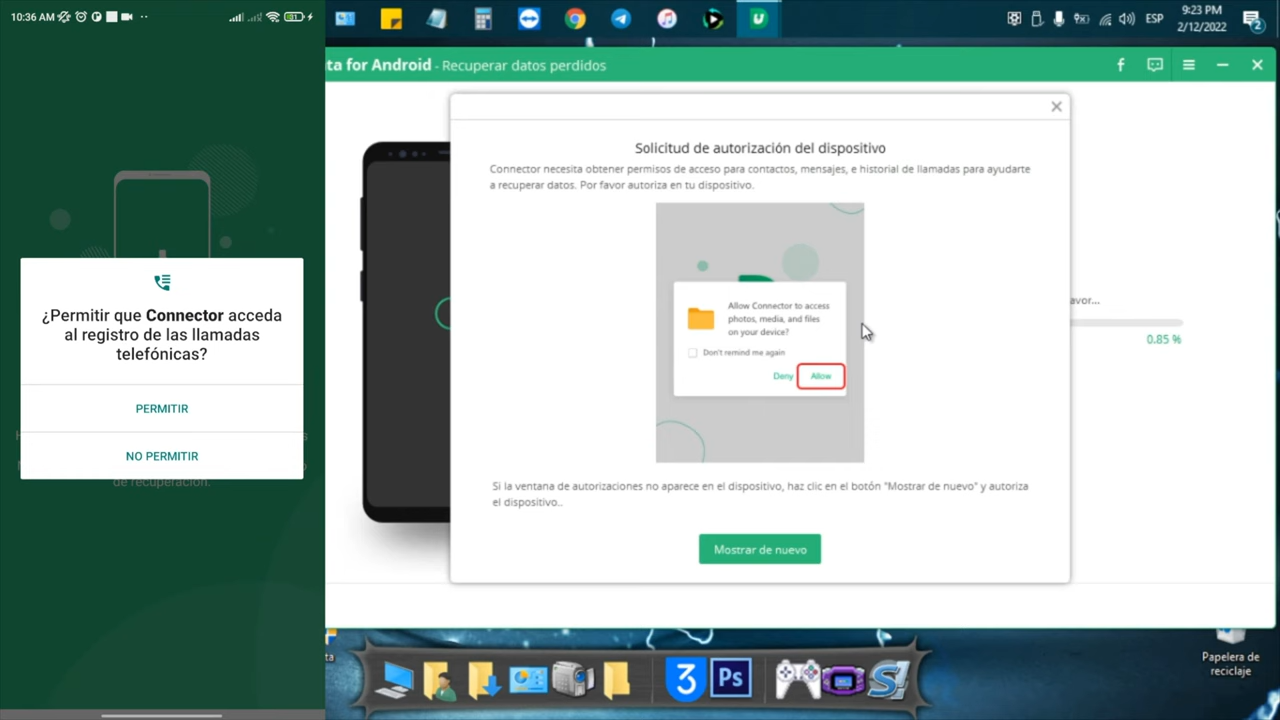 10:36 AM
¿Permitir que Connector acceda
al registro de las llamadas
telefónicas?
PERMITIR
NO PERMITIR
de recuperación.
ESP
9:23 PM
2/12/2022
2
ta for Android - Recuperar datos perdidos
Solicitud de autorización del dispositivo
Connector necesita obtener permisos de acceso para contactos, mensajes, e historial de llamadas para ayudarte
a recuperar datos. Por favor autoriza en tu dispositivo.
Allow Connector to access
photos, media, and files
on your device?
Don't remind me again
Deny Allow
Si la ventana de autorizaciones no aparece en el dispositivo, haz clic en el botón "Mostrar de nuevo" y autoriza
el dispositivo..
Mostrar de nuevo
avor...
0.85 %
ta
3
Ps
Papelera de
reciclaje